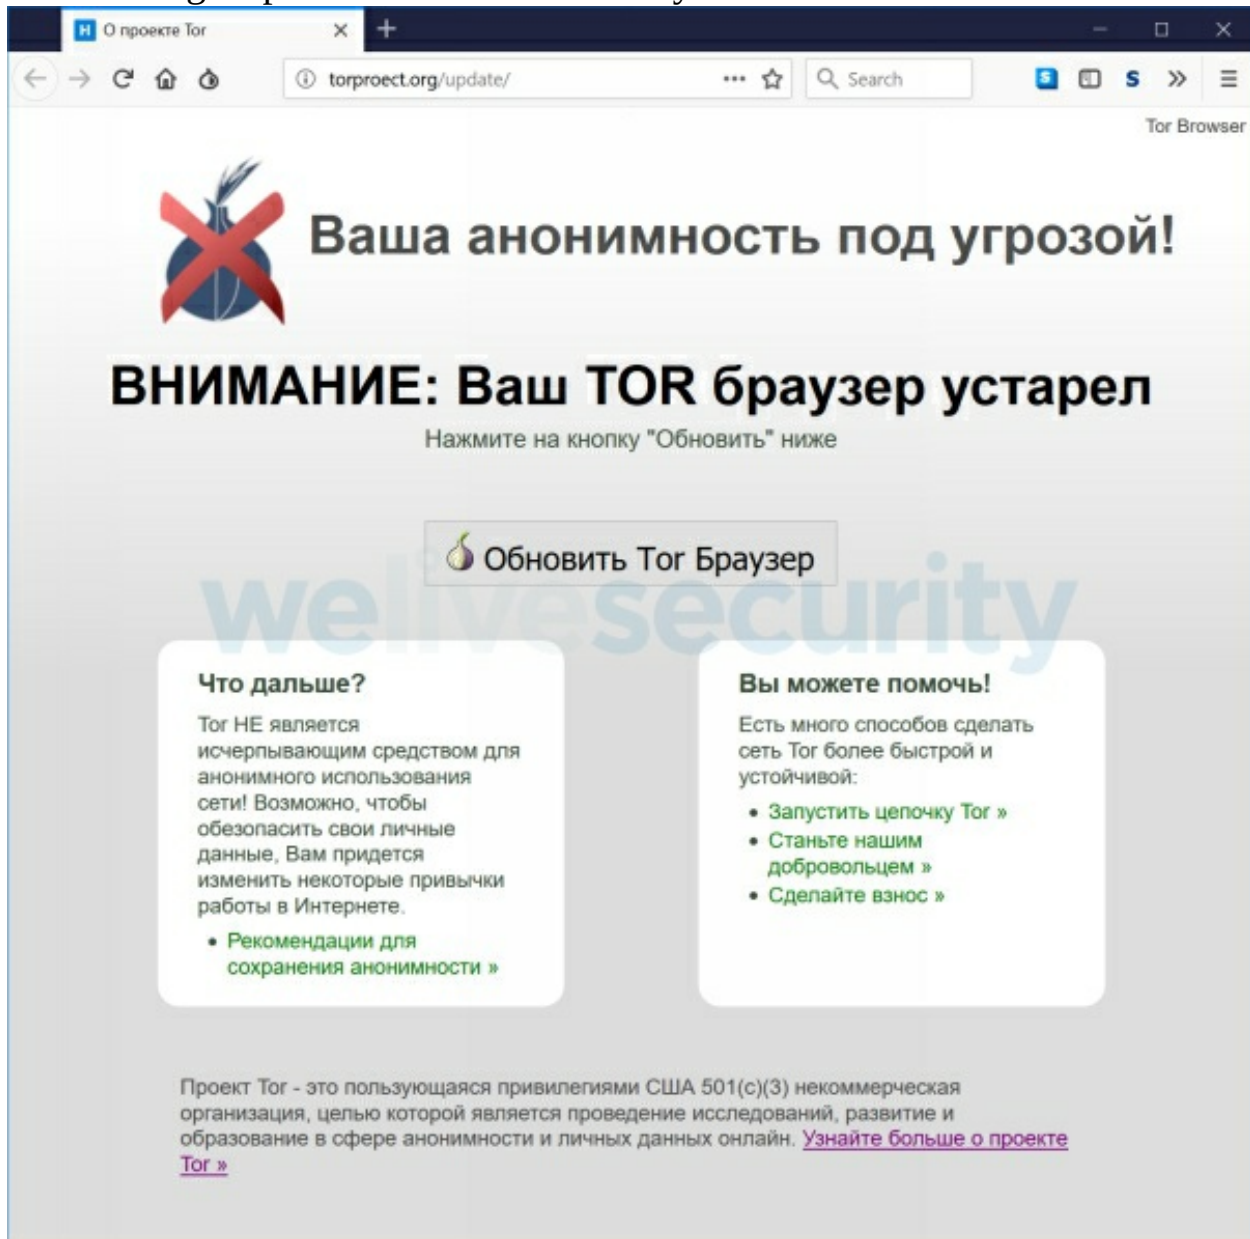 О проекте Tor
torproect.org/update/
Search
Tor Browser
Ваша анонимность под угрозой!
ВНИМАНИЕ: Ваш TOR браузер устарел
Нажмите на кнопку "Обновить" ниже
Обновить Tor Браузер
welivesecurity
Что дальше?
Tor НЕ является
исчерпывающим средством для
анонимного использования
сети! Возможно, чтобы
обезопасить свои личные
данные, Вам придется
изменить некоторые привычки
работы в Интернете.
Рекомендации для
сохранения анонимности »
Вы можете помочь!
Есть много способов сделать
сеть Tor более быстрой и
устойчивой:
Запустить цепочку Tor »
Станьте нашим
добровольцем »
Сделайте взнос »
Проект Tor - это пользующаяся привилегиями США 501(c)(3) некоммерческая
организация, целью которой является проведение исследований, развитие и
образование в сфере анонимности и личных данных онлайн. Узнайте больше о проекте
Tor »